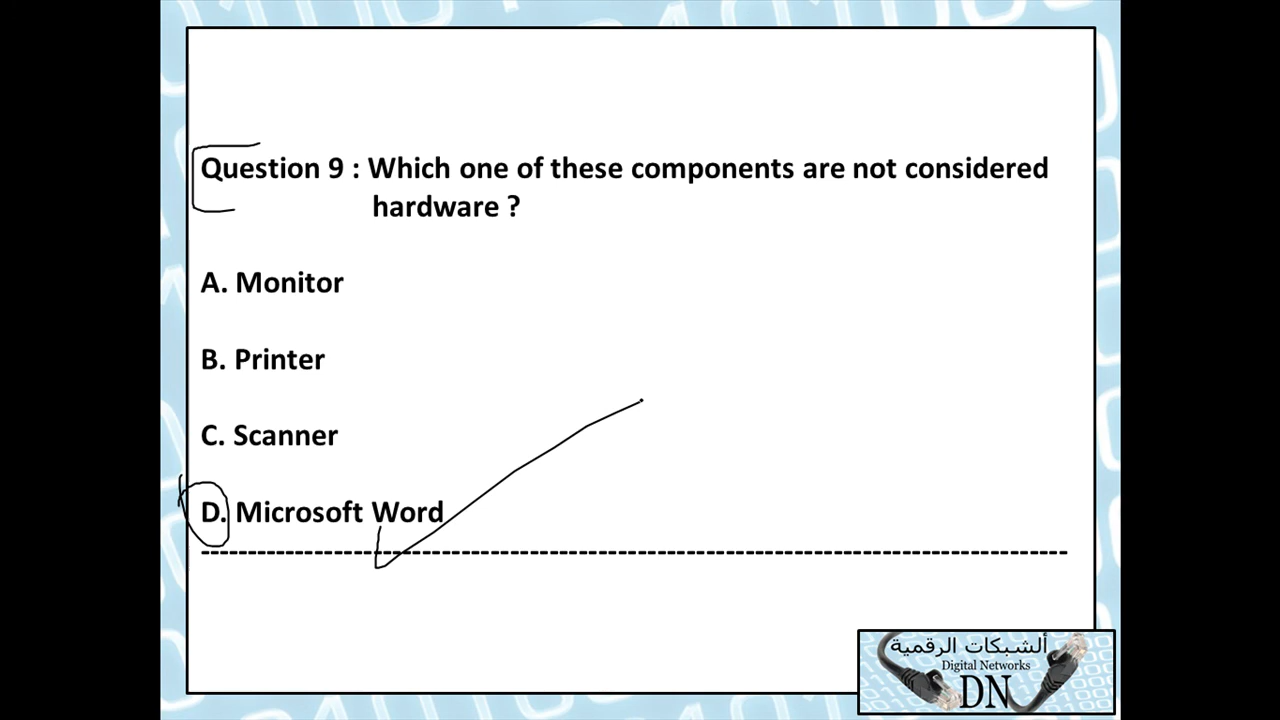 Question 9 : Which one of these components are not considered
hardware ?
A. Monitor
B. Printer
C. Scanner
D. Microsoft Word
ألشبكات الرقمية
Digital Networks
DN